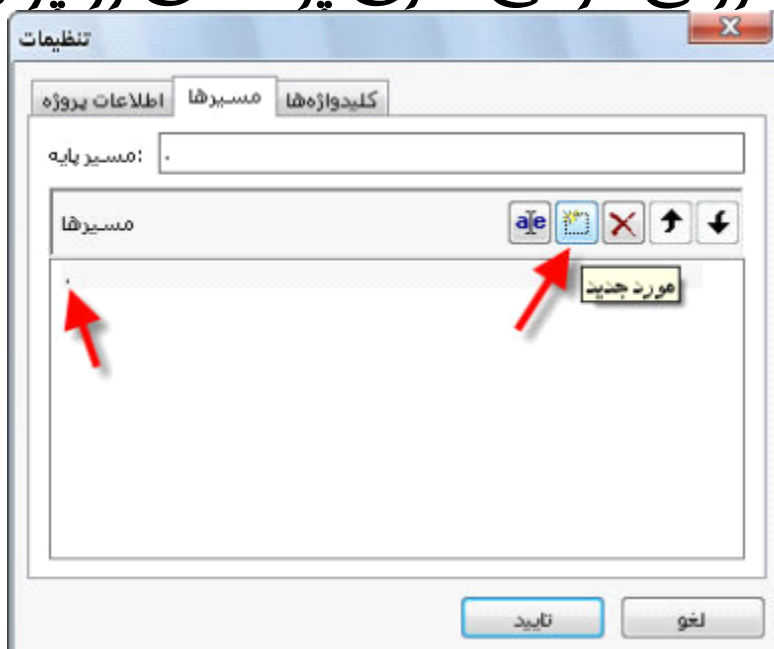 تنظیمات
کلیدواژه‌ها مسیرها اطلاعات پروژه
مسیر پایه: .
مسیرها
a e
مورد جدید
.
تایید لغو